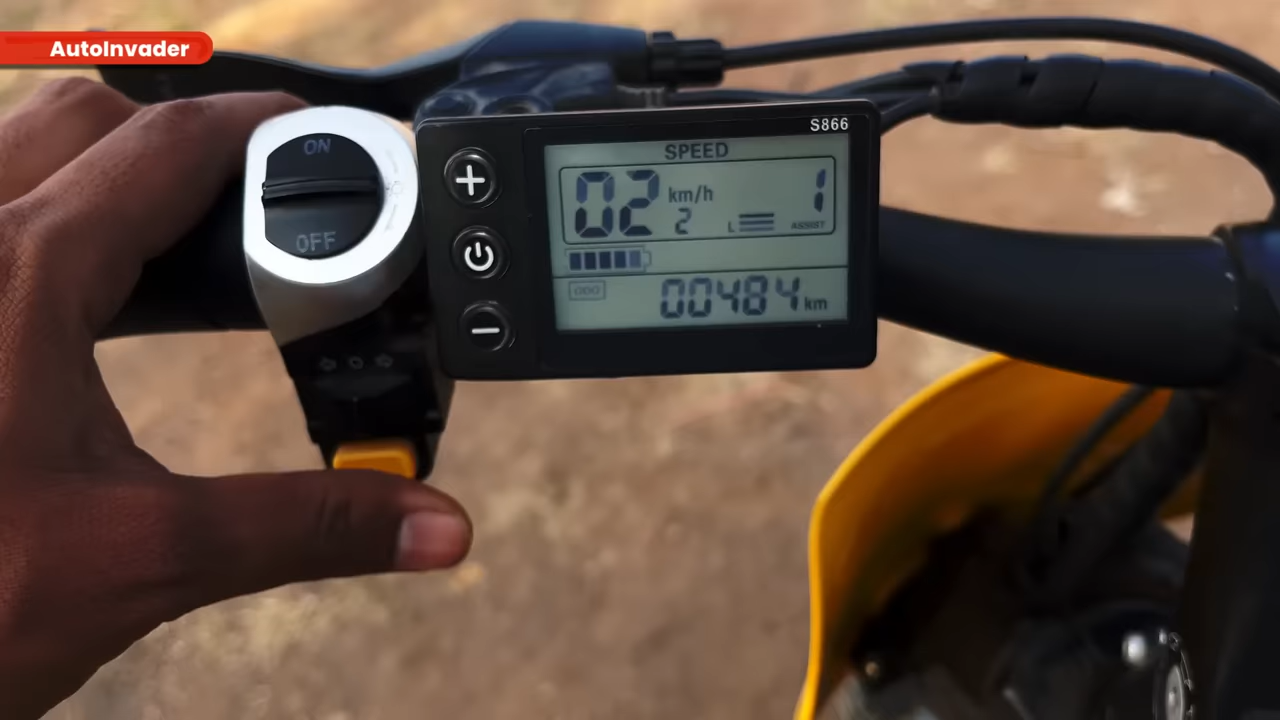 AutoInvader
ON
OFF
S866
SPEED
02 km/h 1
2 L ASSIST
ODO
00484 km